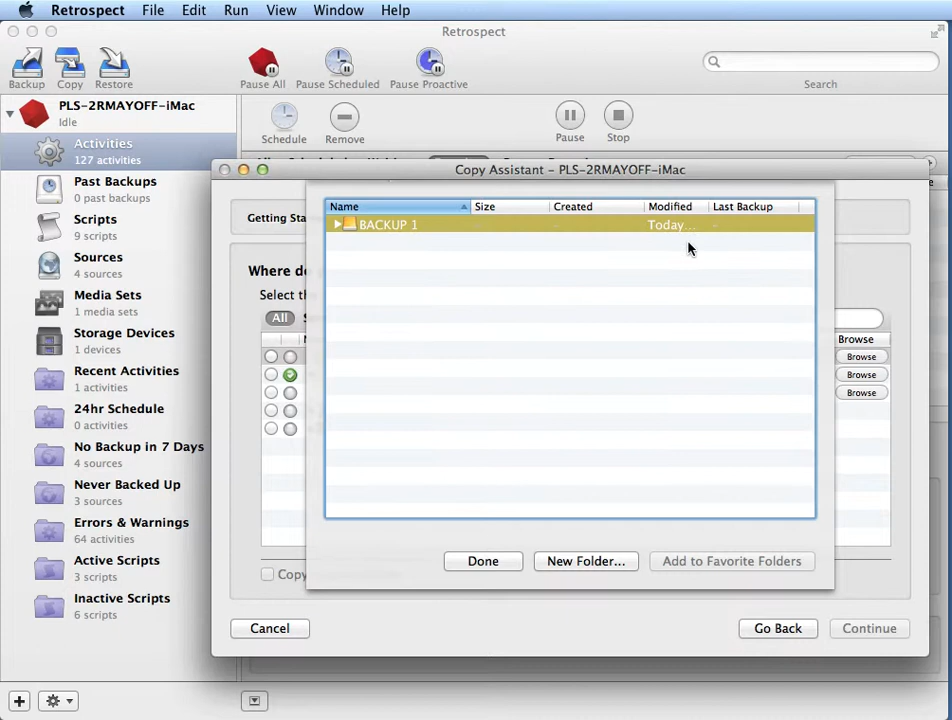 Retrospect File Edit Run View Window Help
Retrospect
Backup Copy Restore Pause All Pause Scheduled Pause Proactive Search
PLS-2RMAYOFF-iMac
Idle
Schedule Remove Pause Stop
Activities
127 activities
Past Backups
0 past backups
Scripts
9 scripts
Sources
4 sources
Media Sets
1 media sets
Storage Devices
1 devices
Recent Activities
1 activities
24hr Schedule
0 activities
No Backup in 7 Days
4 sources
Never Backed Up
3 sources
Errors & Warnings
64 activities
Active Scripts
3 scripts
Inactive Scripts
6 scripts
Copy Assistant - PLS-2RMAYOFF-iMac
Getting Sta
Where do
Select th
All
Browse
Browse
Browse
Browse
Name Size Created Modified Last Backup
BACKUP 1 - - Today... -
Done New Folder... Add to Favorite Folders
Copy
Cancel Go Back Continue